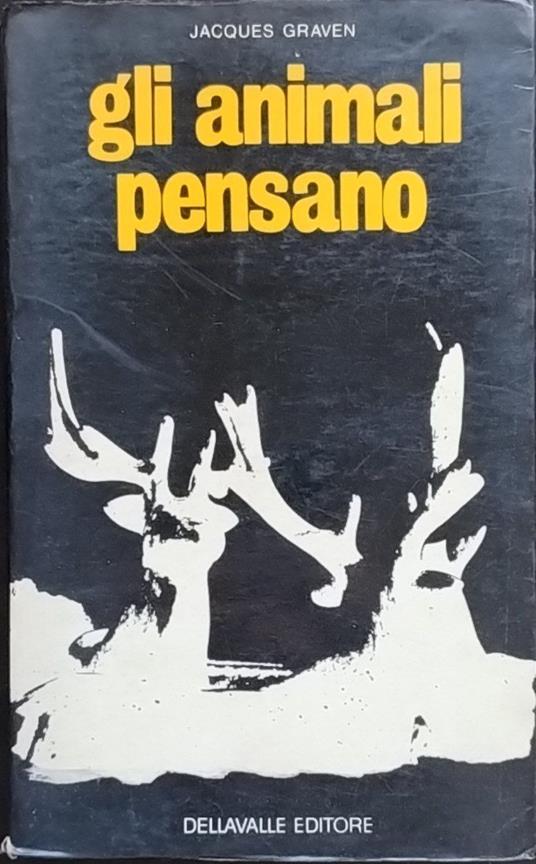 JACQUES GRAVEN
gli animali
pensano
DELLAVALLE EDITORE